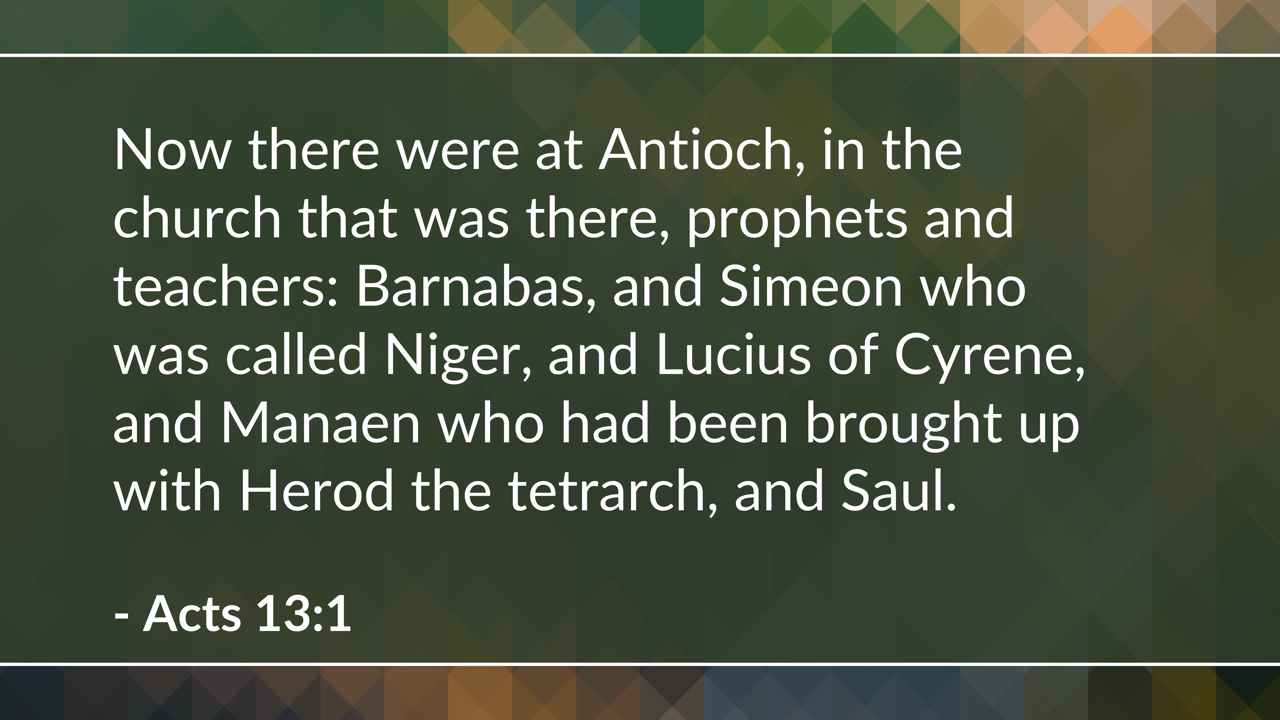 Now there were at Antioch, in the
church that was there, prophets and
teachers: Barnabas, and Simeon who
was called Niger, and Lucius of Cyrene,
and Manaen who had been brought up
with Herod the tetrarch, and Saul.
- Acts 13:1